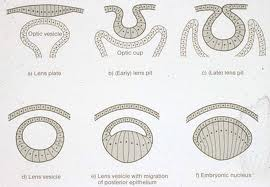 Optic vesicle
Optic cup
a) Lens plate
b) (Early) lens pit
c) (Late) lens pit
d) Lens vesicle
e) Lens vesicle with migration
of posterior epithelium
f) Embryonic nucleus